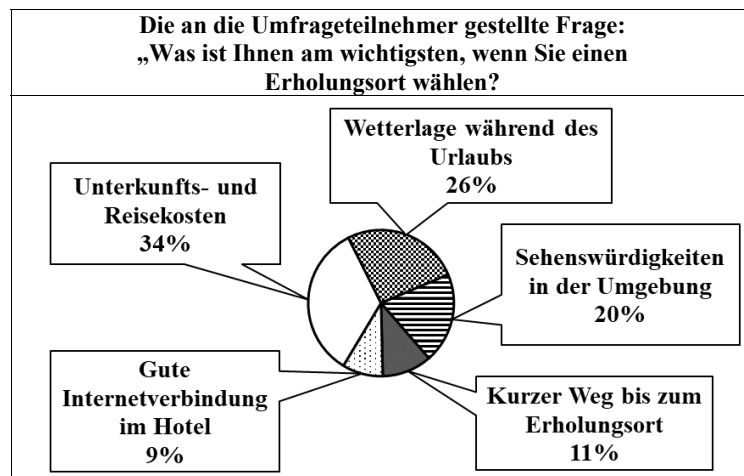 Die an die Umfrageteilnehmer gestellte Frage:
„Was ist Ihnen am wichtigsten, wenn Sie einen
Erholungsort wählen?
Wetterlage während des
Urlaubs
26%
Unterkunfts- und
Reisekosten
34%
Sehenswürdigkeiten
in der Umgebung
20%
Gute
Internetverbindung
im Hotel
9%
Kurzer Weg bis zum
Erholungsort
11%